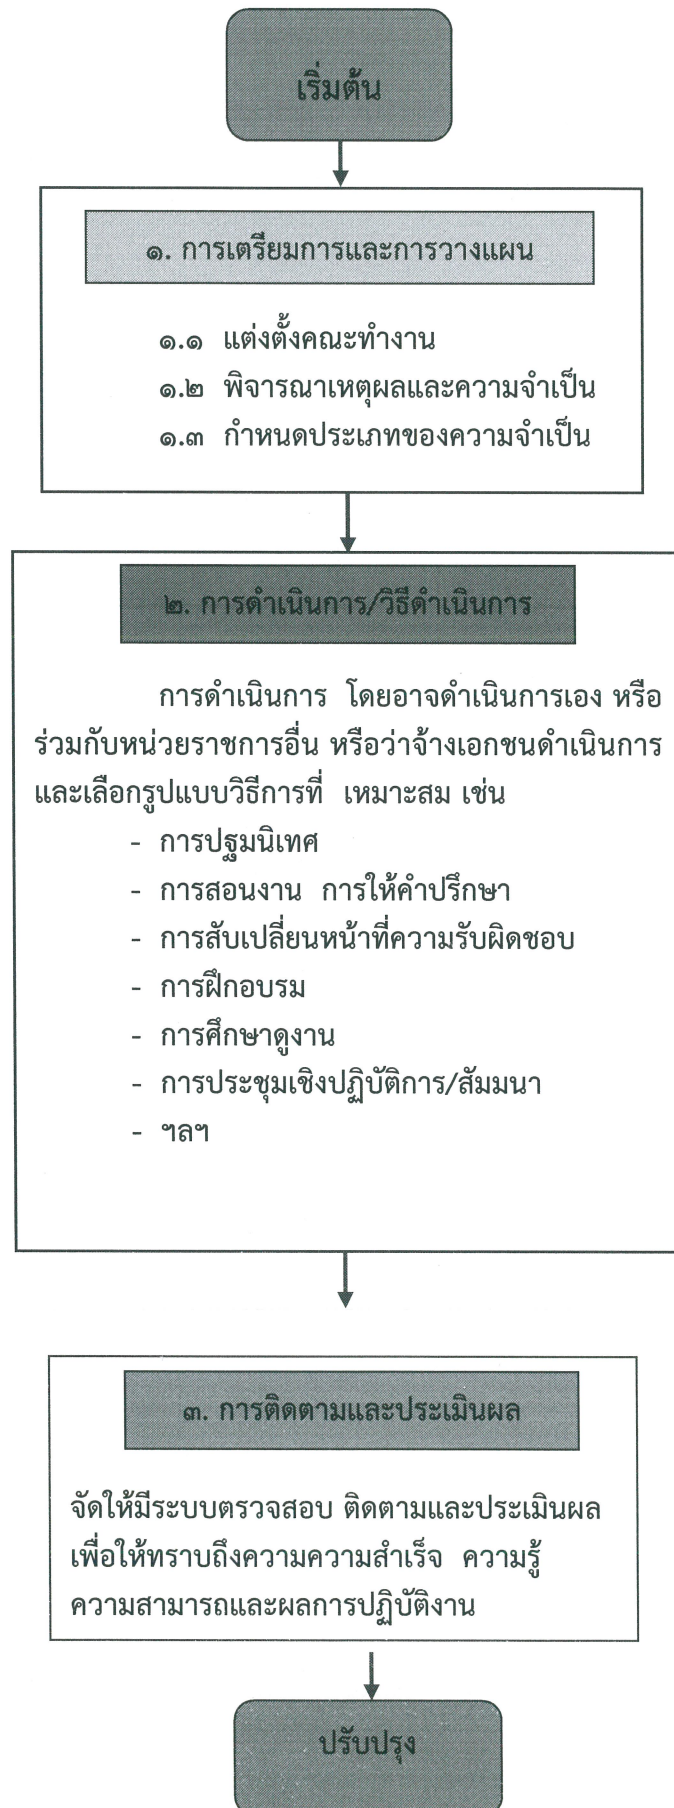 เริ่มต้น
๑. การเตรียมการและการวางแผน
๑.๑ แต่งตั้งคณะทำงาน
๑.๒ พิจารณาเหตุผลและความจำเป็น
๑.๓ กำหนดประเภทของความจำเป็น
๒. การดำเนินการ/วิธีดำเนินการ
การดำเนินการ โดยอาจดำเนินการเอง หรือ
ร่วมกับหน่วยราชการอื่น หรือว่าจ้างเอกชนดำเนินการ
และเลือกรูปแบบวิธีการที่ เหมาะสม เช่น
- การปฐมนิเทศ
- การสอนงาน การให้คำปรึกษา
- การสับเปลี่ยนหน้าที่ความรับผิดชอบ
- การฝึกอบรม
- การศึกษาดูงาน
- การประชุมเชิงปฏิบัติการ/สัมมนา
- ฯลฯ
๓. การติดตามและประเมินผล
จัดให้มีระบบตรวจสอบ ติดตามและประเมินผล
เพื่อให้ทราบถึงความความสำเร็จ ความรู้
ความสามารถและผลการปฏิบัติงาน
ปรับปรุง